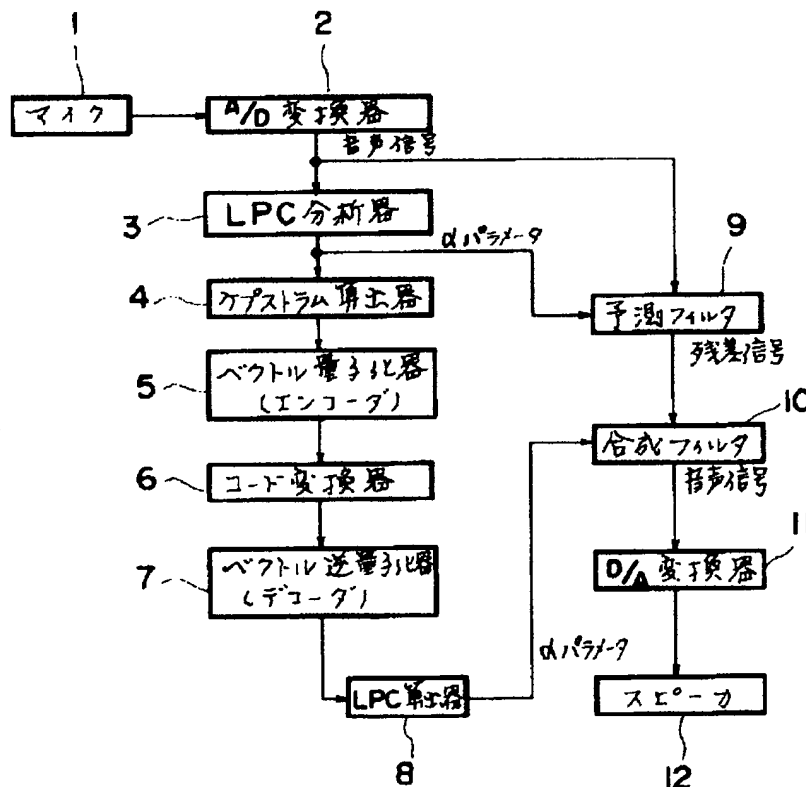 1
マイク
2
A/D 変換器
音声信号
3
LPC 分析器
αパラメータ
4
ケプストラム算出器
5
ベクトル量子化器
(エンコーダ)
6
コード変換器
7
ベクトル逆量子化器
(デコーダ)
LPC 算出器
8
αパラメータ
9
予測フィルタ
残差信号
10
合成フィルタ
音声信号
11
D/A 変換器
スピーカ
12